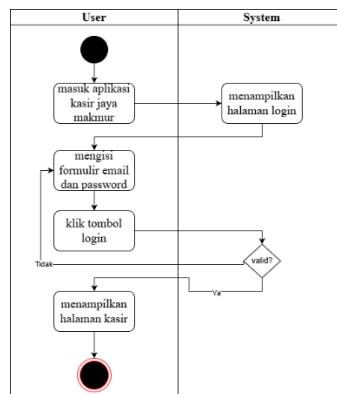 User
System
masuk aplikasi
kasir jaya
makmur
menampilkan
halaman login
mengisi
formulir email
dan password
klik tombol
login
valid?
Tidak
Ya
menampilkan
halaman kasir